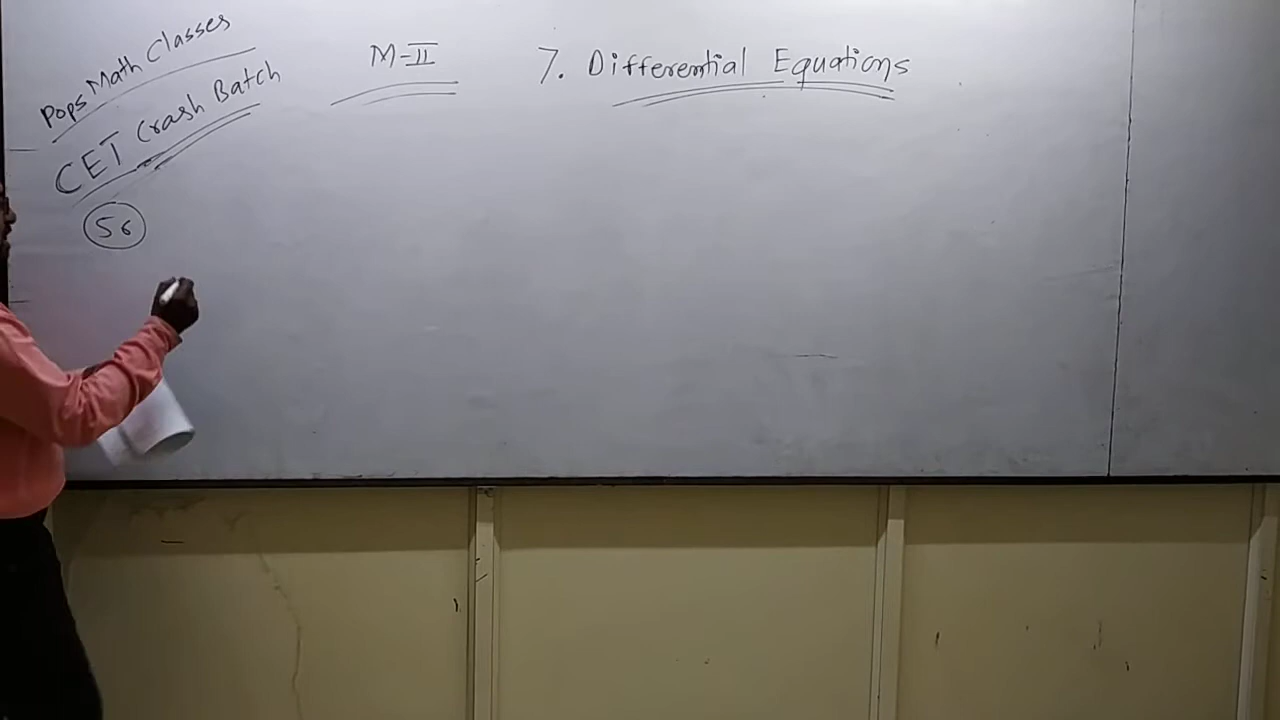 Pops Math Classes
CET Crash Batch
56
M-II
7. Differential Equations